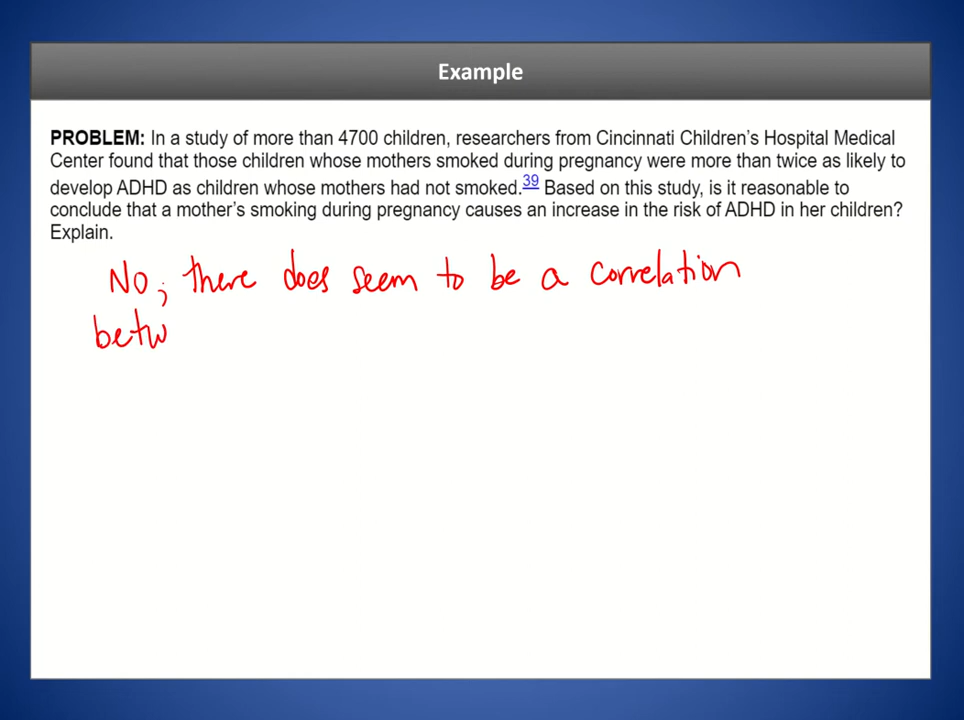 Example
PROBLEM: In a study of more than 4700 children, researchers from Cincinnati Children's Hospital Medical
Center found that those children whose mothers smoked during pregnancy were more than twice as likely to
develop ADHD as children whose mothers had not smoked.39 Based on this study, is it reasonable to
conclude that a mother's smoking during pregnancy causes an increase in the risk of ADHD in her children?
Explain.
No; there does seem to be a correlation
betw